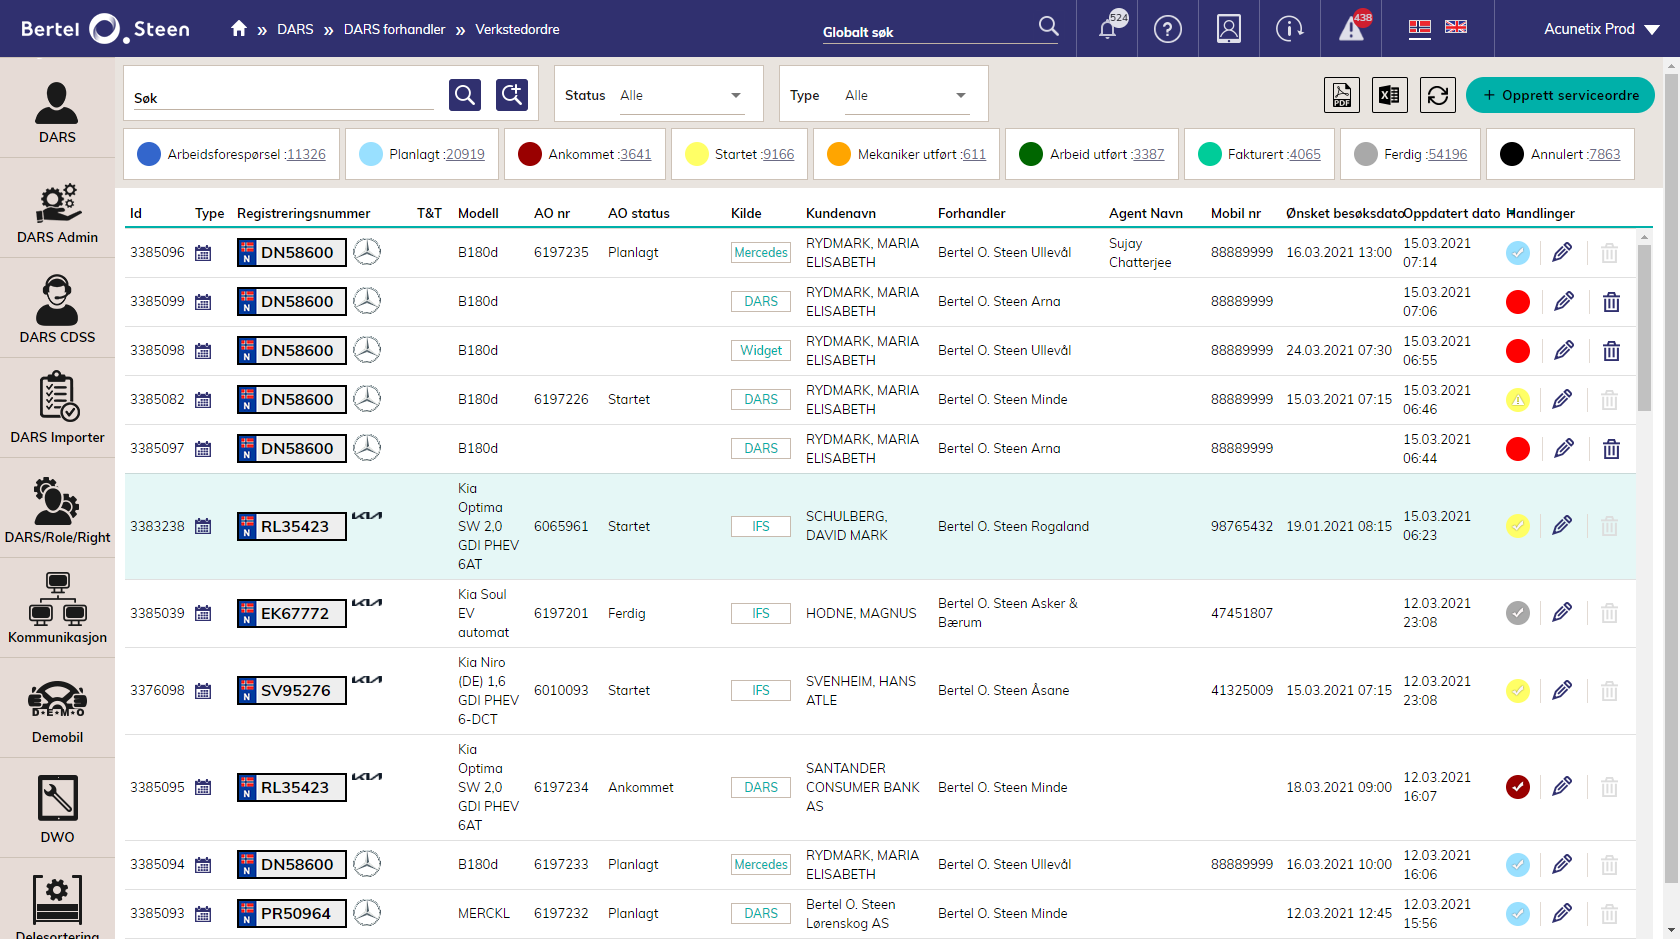 Bertel O. Steen
» DARS » DARS forhandler » Verkstedordre
Globalt søk
524
438
Acunetix Prod
DARS
DARS Admin
DARS CDSS
DARS Importer
DARS/Role/Right
Kommunikasjon
DEMO
Demobil
DWO
Delesortering
Søk
Status Alle
Type Alle
PDF
+ Opprett serviceordre
Arbeidsforespørsel :11326
Planlagt :20919
Ankommet :3641
Startet :9166
Mekaniker utført :611
Arbeid utført :3387
Fakturert :4065
Ferdig :54196
Annulert :7863
Id Type Registreringsnummer T&T Modell AO nr AO status Kilde Kundenavn Forhandler Agent Navn Mobil nr Ønsket besøksdato Oppdatert dato Handlinger
3385096 N DN58600 B180d 6197235 Planlagt Mercedes RYDMARK, MARIA ELISABETH Bertel O. Steen Ullevål Sujay Chatterjee 88889999 16.03.2021 13:00 15.03.2021 07:14
3385099 N DN58600 B180d DARS RYDMARK, MARIA ELISABETH Bertel O. Steen Arna 88889999 15.03.2021 07:06
3385098 N DN58600 B180d Widget RYDMARK, MARIA ELISABETH Bertel O. Steen Ullevål 88889999 24.03.2021 07:30 15.03.2021 06:55
3385082 N DN58600 B180d 6197226 Startet DARS RYDMARK, MARIA ELISABETH Bertel O. Steen Minde 88889999 15.03.2021 07:15 15.03.2021 06:46
3385097 N DN58600 B180d DARS RYDMARK, MARIA ELISABETH Bertel O. Steen Arna 88889999 15.03.2021 06:44
3383238 N RL35423 KIA Kia Optima SW 2,0 GDI PHEV 6AT 6065961 Startet IFS SCHULBERG, DAVID MARK Bertel O. Steen Rogaland 98765432 19.01.2021 08:15 15.03.2021 06:23
3385039 N EK67772 KIA Kia Soul EV automat 6197201 Ferdig IFS HODNE, MAGNUS Bertel O. Steen Asker & Bærum 47451807 12.03.2021 23:08
3376098 N SV95276 KIA Kia Niro (DE) 1,6 GDI PHEV 6-DCT 6010093 Startet IFS SVENHEIM, HANS ATLE Bertel O. Steen Åsane 41325009 15.03.2021 07:15 12.03.2021 23:08
3385095 N RL35423 KIA Kia Optima SW 2,0 GDI PHEV 6AT 6197234 Ankommet DARS SANTANDER CONSUMER BANK AS Bertel O. Steen Minde 18.03.2021 09:00 12.03.2021 16:07
3385094 N DN58600 B180d 6197233 Planlagt Mercedes RYDMARK, MARIA ELISABETH Bertel O. Steen Ullevål 88889999 16.03.2021 10:00 12.03.2021 16:06
3385093 N PR50964 MERCKL 6197232 Planlagt DARS Bertel O. Steen Lørenskog AS Bertel O. Steen Minde 12.03.2021 12:45 12.03.2021 15:56